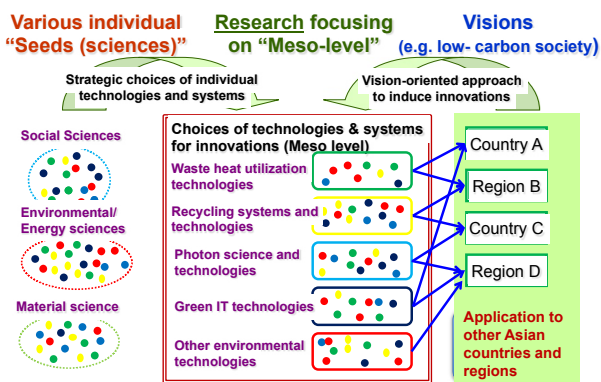 Various individual
"Seeds (sciences)"
Research focusing
on "Meso-level"
Visions
(e.g. low- carbon society)
Strategic choices of individual
technologies and systems
Vision-oriented approach
to induce innovations
Social Sciences
Environmental/
Energy sciences
Material science
Choices of technologies & systems
for innovations (Meso level)
Waste heat utilization
technologies
Recycling systems and
technologies
Photon science and
technologies
Green IT technologies
Other environmental
technologies
Country A
Region B
Country C
Region D
Application to
other Asian
countries and
regions